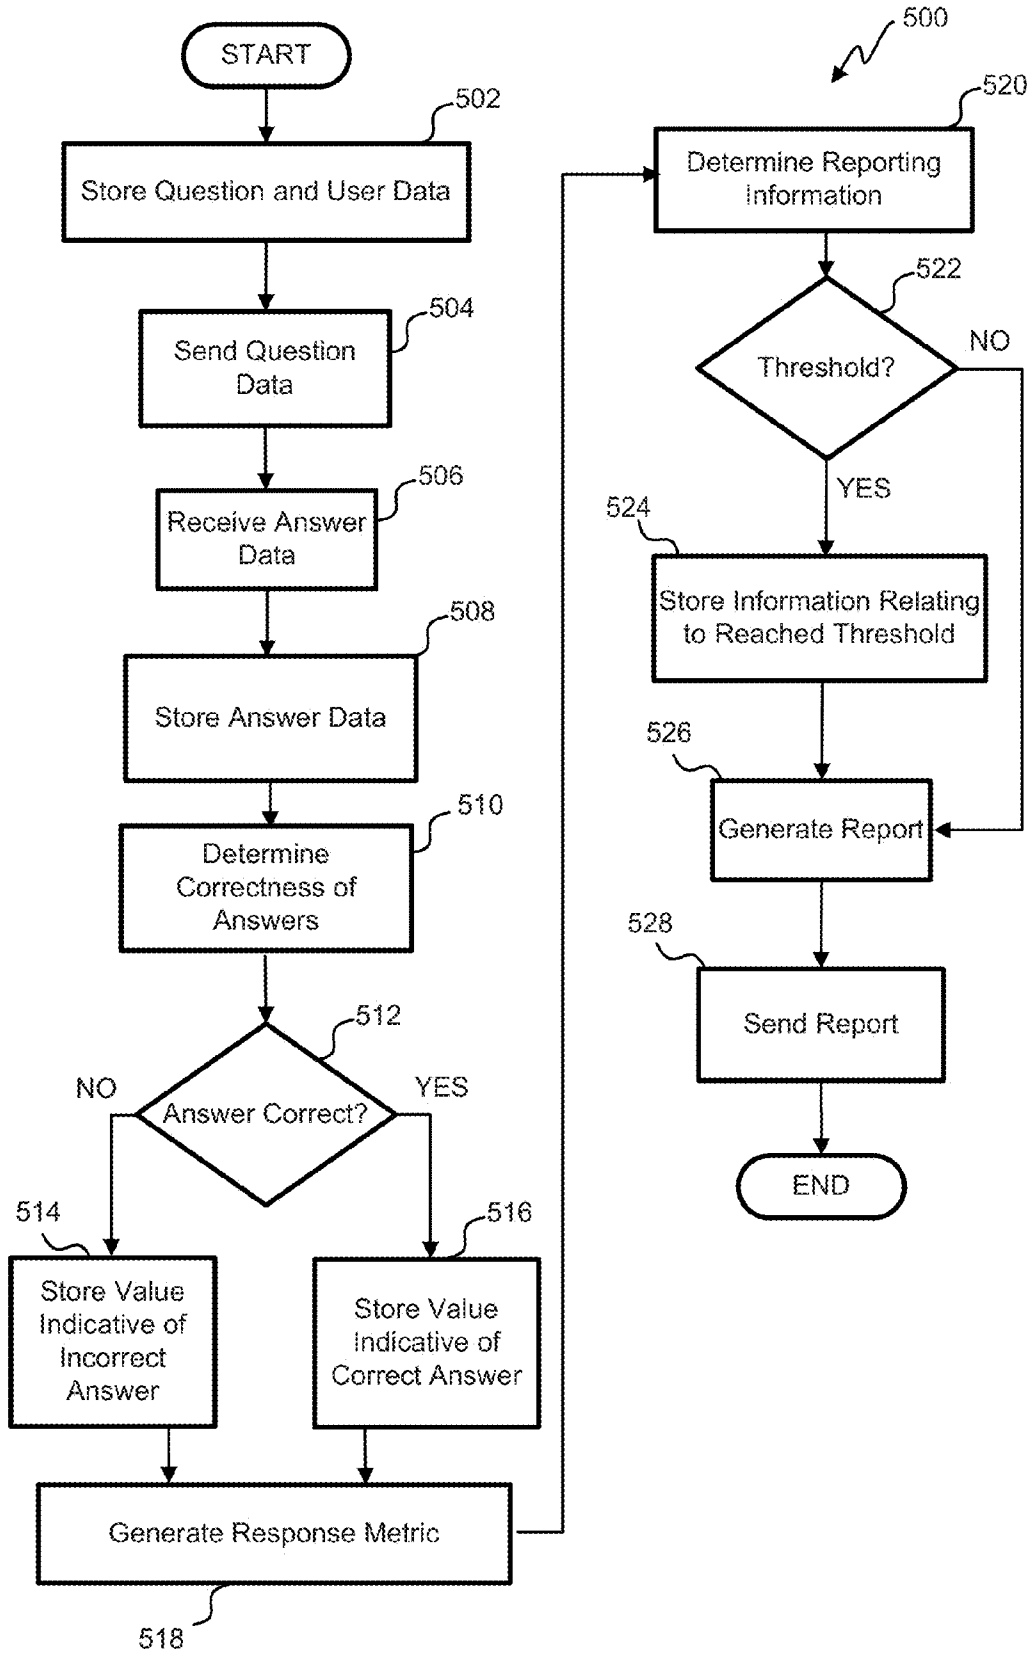 START
502
Store Question and User Data
504
Send Question
Data
506
Receive Answer
Data
508
Store Answer Data
510
Determine
Correctness of
Answers
512
Answer Correct?
NO
YES
514
Store Value
Indicative of
Incorrect
Answer
516
Store Value
Indicative of
Correct Answer
Generate Response Metric
518
500
520
Determine Reporting
Information
522
Threshold?
NO
YES
524
Store Information Relating
to Reached Threshold
526
Generate Report
528
Send Report
END